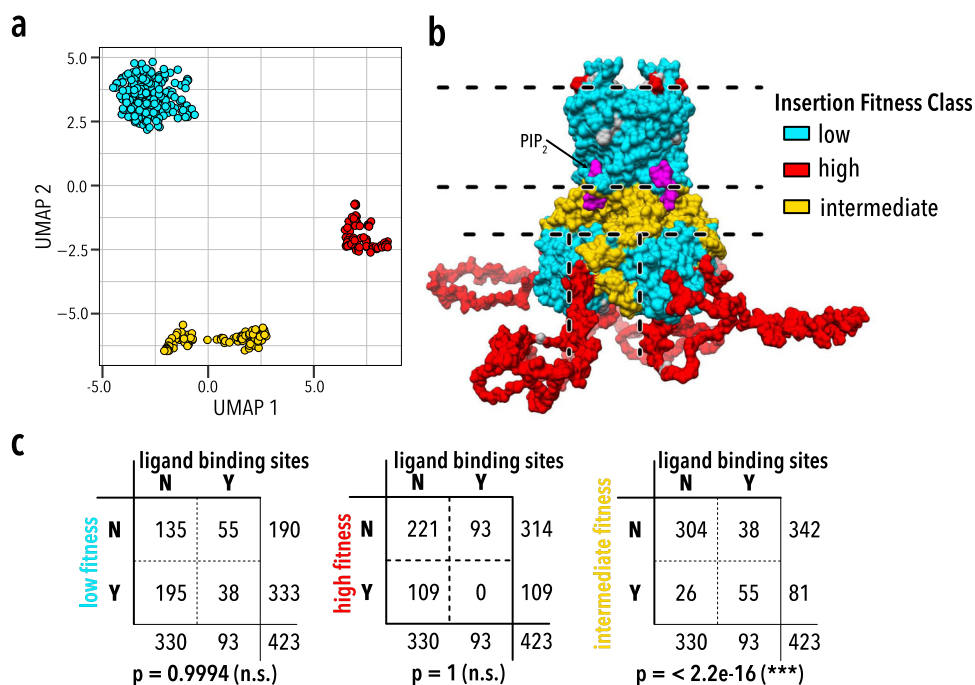 a
5.0
2.5
0.0
−2.5
−5.0
UMAP 2
-5.0
0.0
5.0
UMAP 1
b
PIP2
Insertion Fitness Class
low
high
intermediate
c
ligand binding sites
N Y
low fitness
N 135 55 190
Y 195 38 333
330 93 423
p = 0.9994 (n.s.)
ligand binding sites
N Y
high fitness
N 221 93 314
Y 109 0 109
330 93 423
p = 1 (n.s.)
ligand binding sites
N Y
intermediate fitness
N 304 38 342
Y 26 55 81
330 93 423
p = < 2.2e-16 (***)